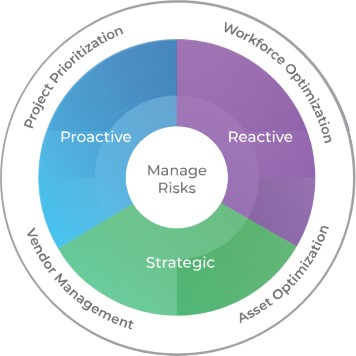 Project Prioritization
Workforce Optimization
Proactive
Reactive
Manage
Risks
Strategic
Vendor Management
Asset Optimization